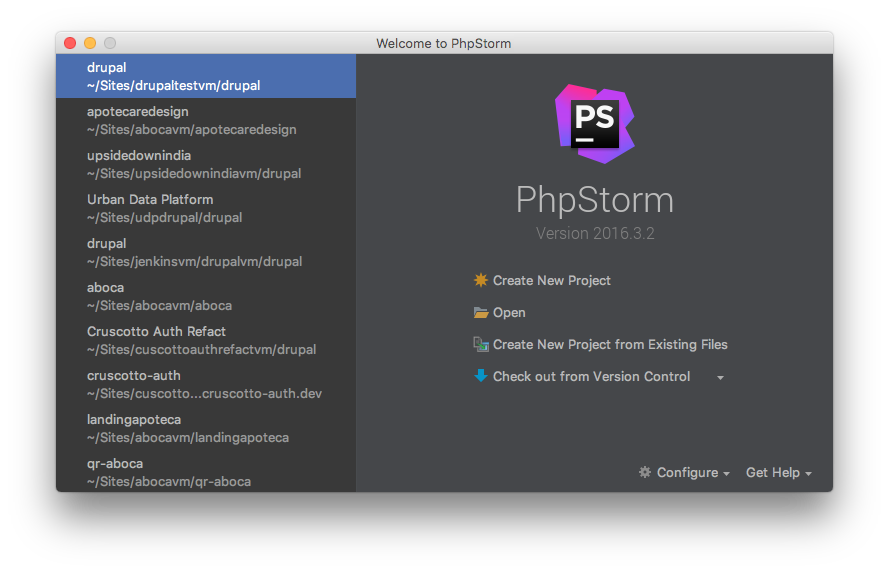 Welcome to PhpStorm
drupal
~/Sites/drupaltestvm/drupal
apotecaredesign
~/Sites/abocavm/apotecaredesign
upsidedownindia
~/Sites/upsidedownindiavm/drupal
Urban Data Platform
~/Sites/udpdrupal/drupal
drupal
~/Sites/jenkinsvm/drupalvm/drupal
aboca
~/Sites/abocavm/aboca
Cruscotto Auth Refact
~/Sites/cuscottoauthrefactvm/drupal
cruscotto-auth
~/Sites/cuscotto...cruscotto-auth.dev
landingapoteca
~/Sites/abocavm/landingapoteca
qr-aboca
~/Sites/abocavm/qr-aboca
PS
PhpStorm
Version 2016.3.2
Create New Project
Open
Create New Project from Existing Files
Check out from Version Control
Configure
Get Help